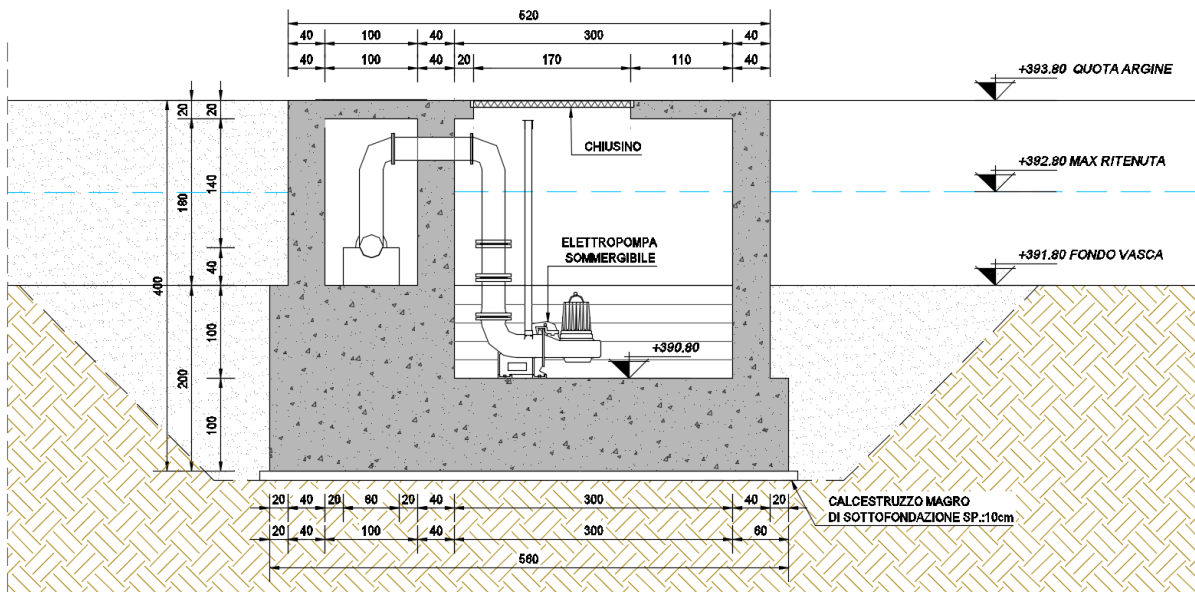 520
40 100 40 300 40
40 100 40 20 170 110 40
+393.80 QUOTA ARGINE
20 20
CHIUSINO
+392.80 MAX RITENUTA
180 140
ELETTROPOMPA
SOMMERGIBILE
+391.80 FONDO VASCA
40
400
100
+390.80
200
100
20 40 20 60 20 40 300 40 20
CALCESTRUZZO MAGRO
DI SOTTOFONDAZIONE SP.:10cm
20 40 100 40 300 60
560